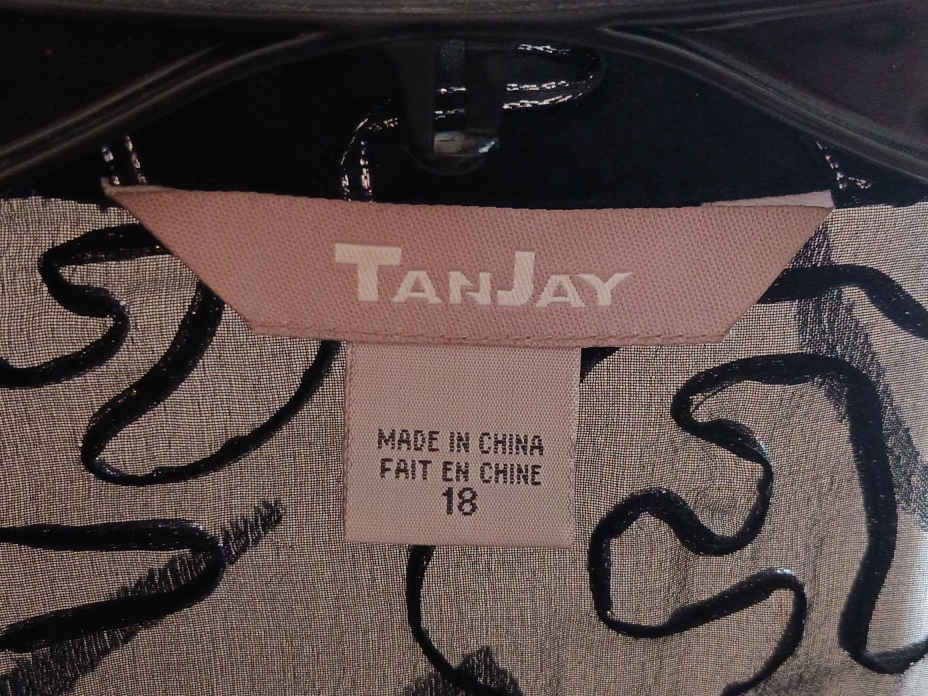 TANJAY
MADE IN CHINA
FAIT EN CHINE
18